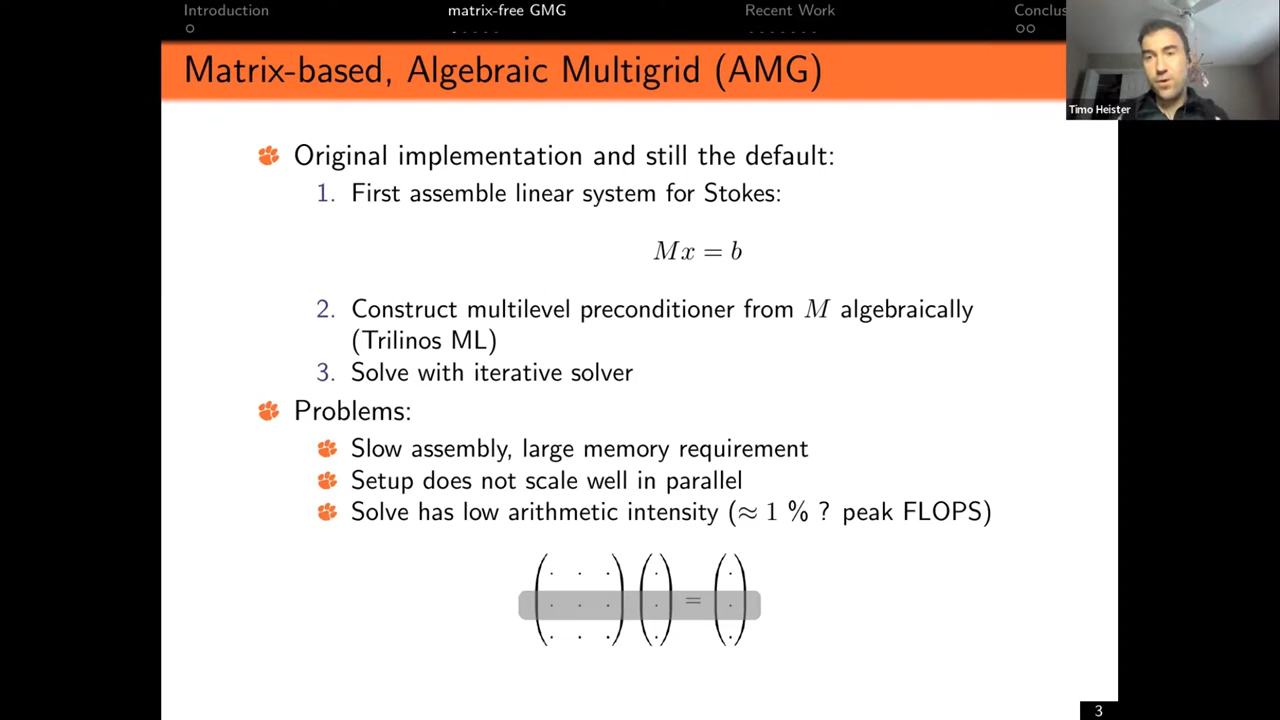 Introduction
matrix-free GMG
Recent Work
Matrix-based, Algebraic Multigrid (AMG)
Timo Heister
Original implementation and still the default:
1. First assemble linear system for Stokes:
Mx = b
2. Construct multilevel preconditioner from M algebraically
(Trilinos ML)
3. Solve with iterative solver
Problems:
Slow assembly, large memory requirement
Setup does not scale well in parallel
Solve has low arithmetic intensity (≈ 1 % ? peak FLOPS)
=
3